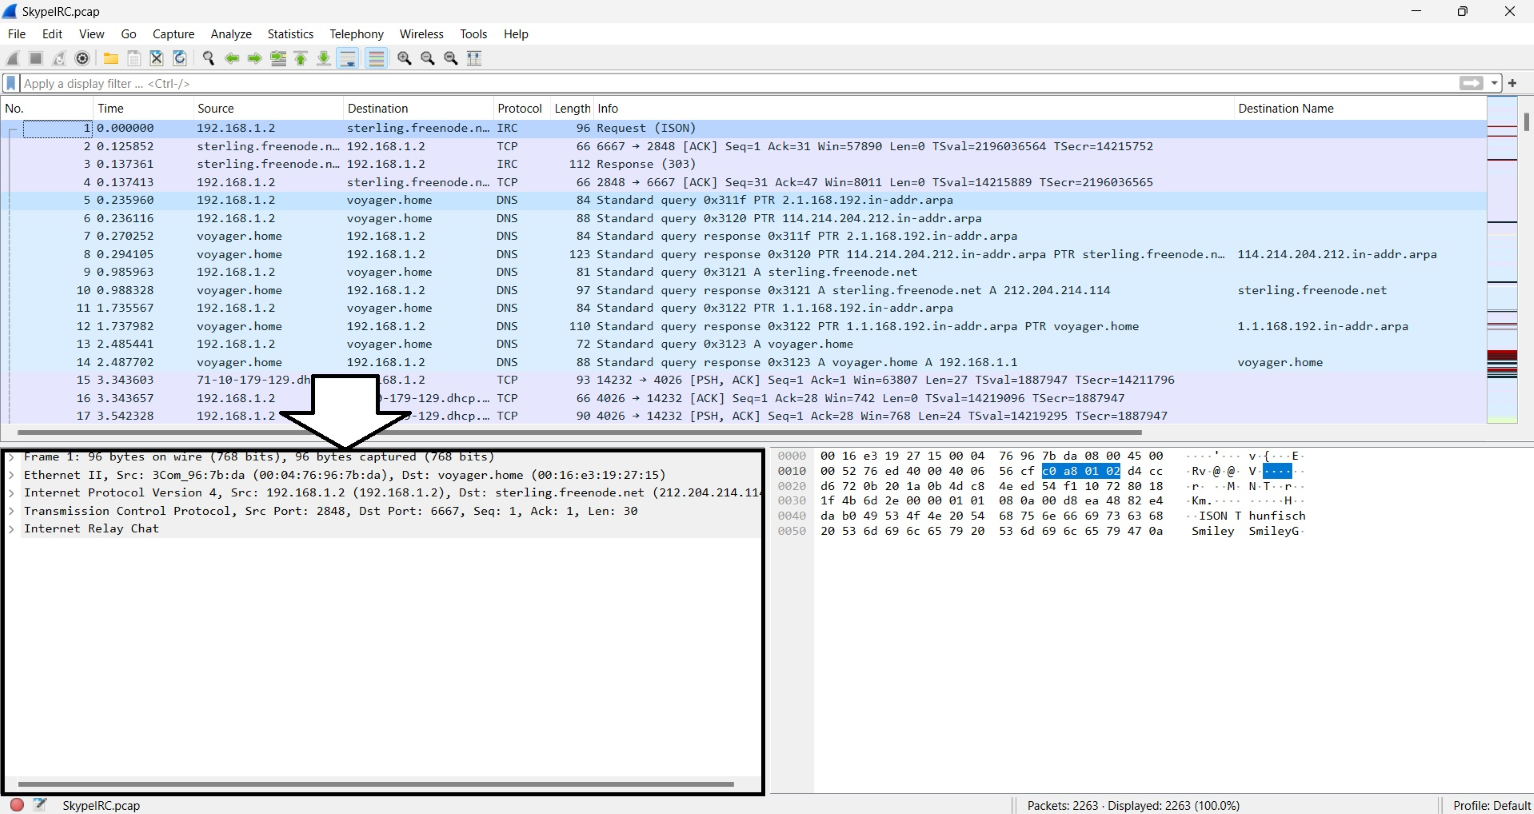 SkypeIRC.pcap
File Edit View Go Capture Analyze Statistics Telephony Wireless Tools Help
Apply a display filter ... <Ctrl-/>
No. Time Source Destination Protocol Length Info Destination Name
1 0.000000 192.168.1.2 sterling.freenode.n… IRC 96 Request (ISON)
2 0.125852 sterling.freenode.n… 192.168.1.2 TCP 66 6667 → 2848 [ACK] Seq=1 Ack=31 Win=57890 Len=0 TSval=2196036564 TSecr=14215752
3 0.137361 sterling.freenode.n… 192.168.1.2 IRC 112 Response (303)
4 0.137413 192.168.1.2 sterling.freenode.n… TCP 66 2848 → 6667 [ACK] Seq=31 Ack=47 Win=8011 Len=0 TSval=14215889 TSecr=2196036565
5 0.235960 192.168.1.2 voyager.home DNS 84 Standard query 0x311f PTR 2.1.168.192.in-addr.arpa
6 0.236116 192.168.1.2 voyager.home DNS 88 Standard query 0x3120 PTR 114.214.204.212.in-addr.arpa
7 0.270252 voyager.home 192.168.1.2 DNS 84 Standard query response 0x311f PTR 2.1.168.192.in-addr.arpa
8 0.294105 voyager.home 192.168.1.2 DNS 123 Standard query response 0x3120 PTR 114.214.204.212.in-addr.arpa PTR sterling.freenode.n… 114.214.204.212.in-addr.arpa
9 0.985963 192.168.1.2 voyager.home DNS 81 Standard query 0x3121 A sterling.freenode.net
10 0.988328 voyager.home 192.168.1.2 DNS 97 Standard query response 0x3121 A sterling.freenode.net A 212.204.214.114 sterling.freenode.net
11 1.735567 192.168.1.2 voyager.home DNS 84 Standard query 0x3122 PTR 1.1.168.192.in-addr.arpa
12 1.737982 voyager.home 192.168.1.2 DNS 110 Standard query response 0x3122 PTR 1.1.168.192.in-addr.arpa PTR voyager.home 1.1.168.192.in-addr.arpa
13 2.485441 192.168.1.2 voyager.home DNS 72 Standard query 0x3123 A voyager.home
14 2.487702 voyager.home 192.168.1.2 DNS 88 Standard query response 0x3123 A voyager.home A 192.168.1.1 voyager.home
15 3.343603 71-10-179-129.dh 68.1.2 TCP 93 14232 → 4026 [PSH, ACK] Seq=1 Ack=1 Win=63807 Len=27 TSval=1887947 TSecr=14211796
16 3.343657 192.168.1.2 -179-129.dhcp.… TCP 66 4026 → 14232 [ACK] Seq=1 Ack=28 Win=742 Len=0 TSval=14219096 TSecr=1887947
17 3.542328 192.168.1.2 -129.dhcp.… TCP 90 4026 → 14232 [PSH, ACK] Seq=1 Ack=28 Win=768 Len=24 TSval=14219295 TSecr=1887947
Frame 1: 96 bytes on wire (768 bits), 96 bytes captured (768 bits)
Ethernet II, Src: 3Com_96:7b:da (00:04:76:96:7b:da), Dst: voyager.home (00:16:e3:19:27:15)
Internet Protocol Version 4, Src: 192.168.1.2 (192.168.1.2), Dst: sterling.freenode.net (212.204.214.114
Transmission Control Protocol, Src Port: 2848, Dst Port: 6667, Seq: 1, Ack: 1, Len: 30
Internet Relay Chat
0000 00 16 e3 19 27 15 00 04 76 96 7b da 08 00 45 00 ····'··· v·{···E·
0010 00 52 76 ed 40 00 40 06 56 cf c0 a8 01 02 d4 cc ·Rv·@·@· V·······
0020 d6 72 0b 20 1a 0b 4d c8 4e ed 54 f1 10 72 80 18 ·r· ··M· N·T··r··
0030 1f 4b 6d 2e 00 00 01 01 08 0a 00 d8 ea 48 82 e4 ·Km.···· ·····H··
0040 da b0 49 53 4f 4e 20 54 68 75 6e 66 69 73 63 68 ··ISON T hunfisch
0050 20 53 6d 69 6c 65 79 20 53 6d 69 6c 65 79 47 0a Smiley SmileyG·
SkypeIRC.pcap Packets: 2263 · Displayed: 2263 (100.0%) Profile: Default